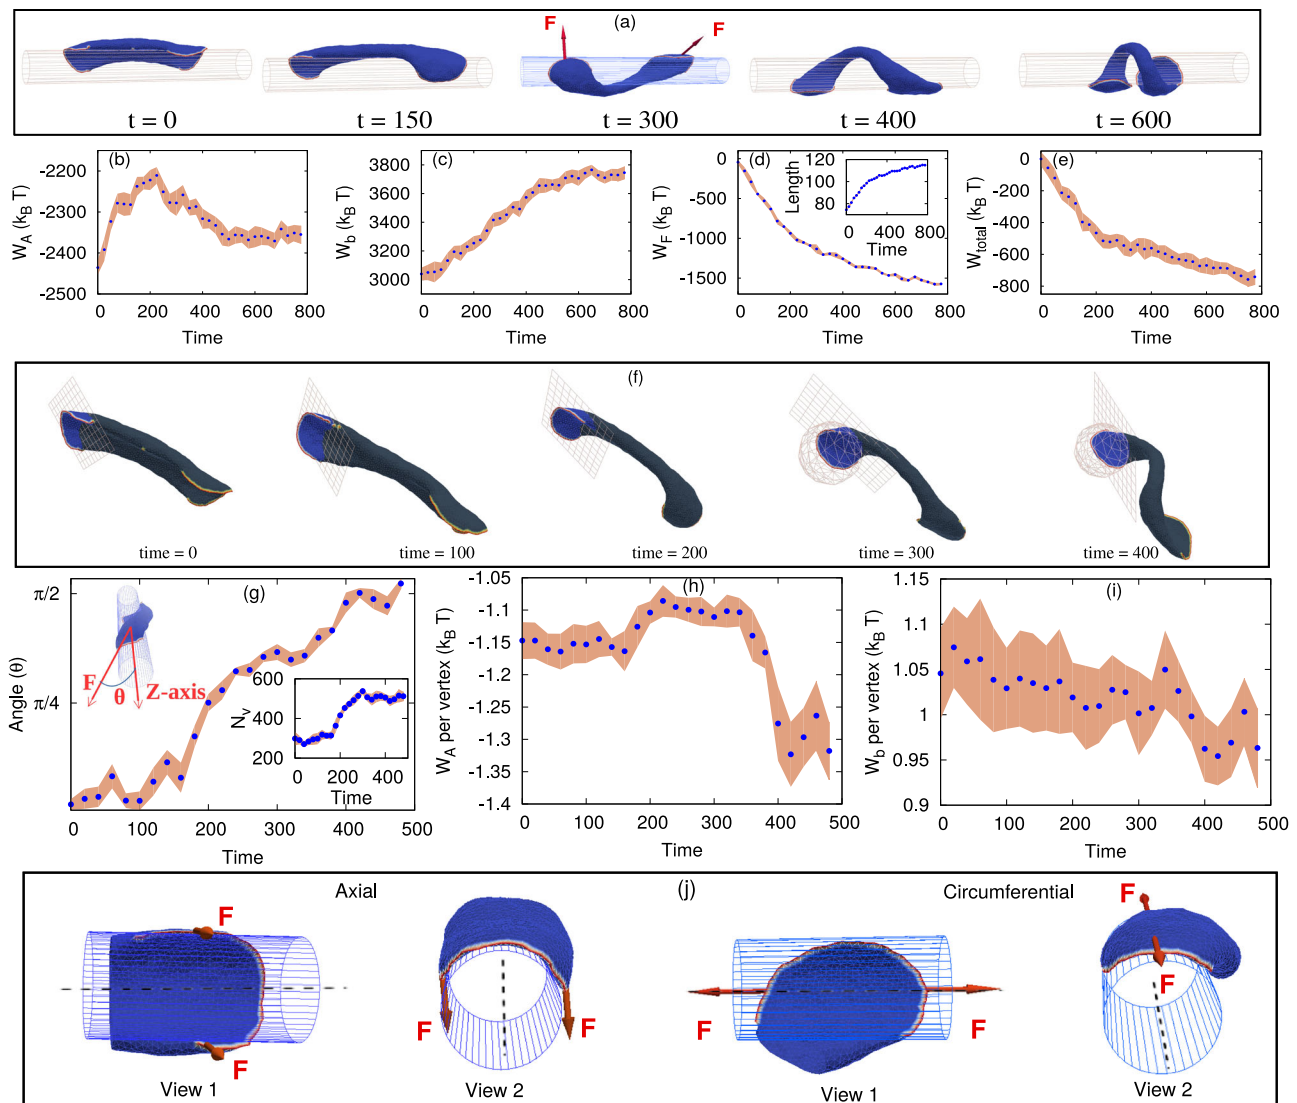 (a)
F
F
t = 0
t = 150
t = 300
t = 400
t = 600
(b)
W_A (k_B T)
-2200
-2300
-2400
-2500
0 200 400 600 800
Time
(c)
W_b (k_B T)
3800
3600
3400
3200
3000
0 200 400 600 800
Time
(d)
W_F (k_B T)
0
-500
-1000
-1500
0 200 400 600 800
Time
Length
120
100
80
0 400 800
Time
(e)
W_total (k_B T)
0
-200
-400
-600
-800
0 200 400 600 800
Time
(f)
time = 0
time = 100
time = 200
time = 300
time = 400
(g)
Angle (θ)
π/2
π/4
F
θ
Z-axis
0 100 200 300 400 500
Time
N_v
600
400
200
0 200 400
Time
(h)
W_A per vertex (k_B T)
-1.05
-1.1
-1.15
-1.2
-1.25
-1.3
-1.35
-1.4
0 100 200 300 400 500
Time
(i)
W_b per vertex (k_B T)
1.15
1.1
1.05
1
0.95
0.9
0 100 200 300 400 500
Time
(j)
Axial
Circumferential
F
F
F
F
F
F
F
F
View 1
View 2
View 1
View 2